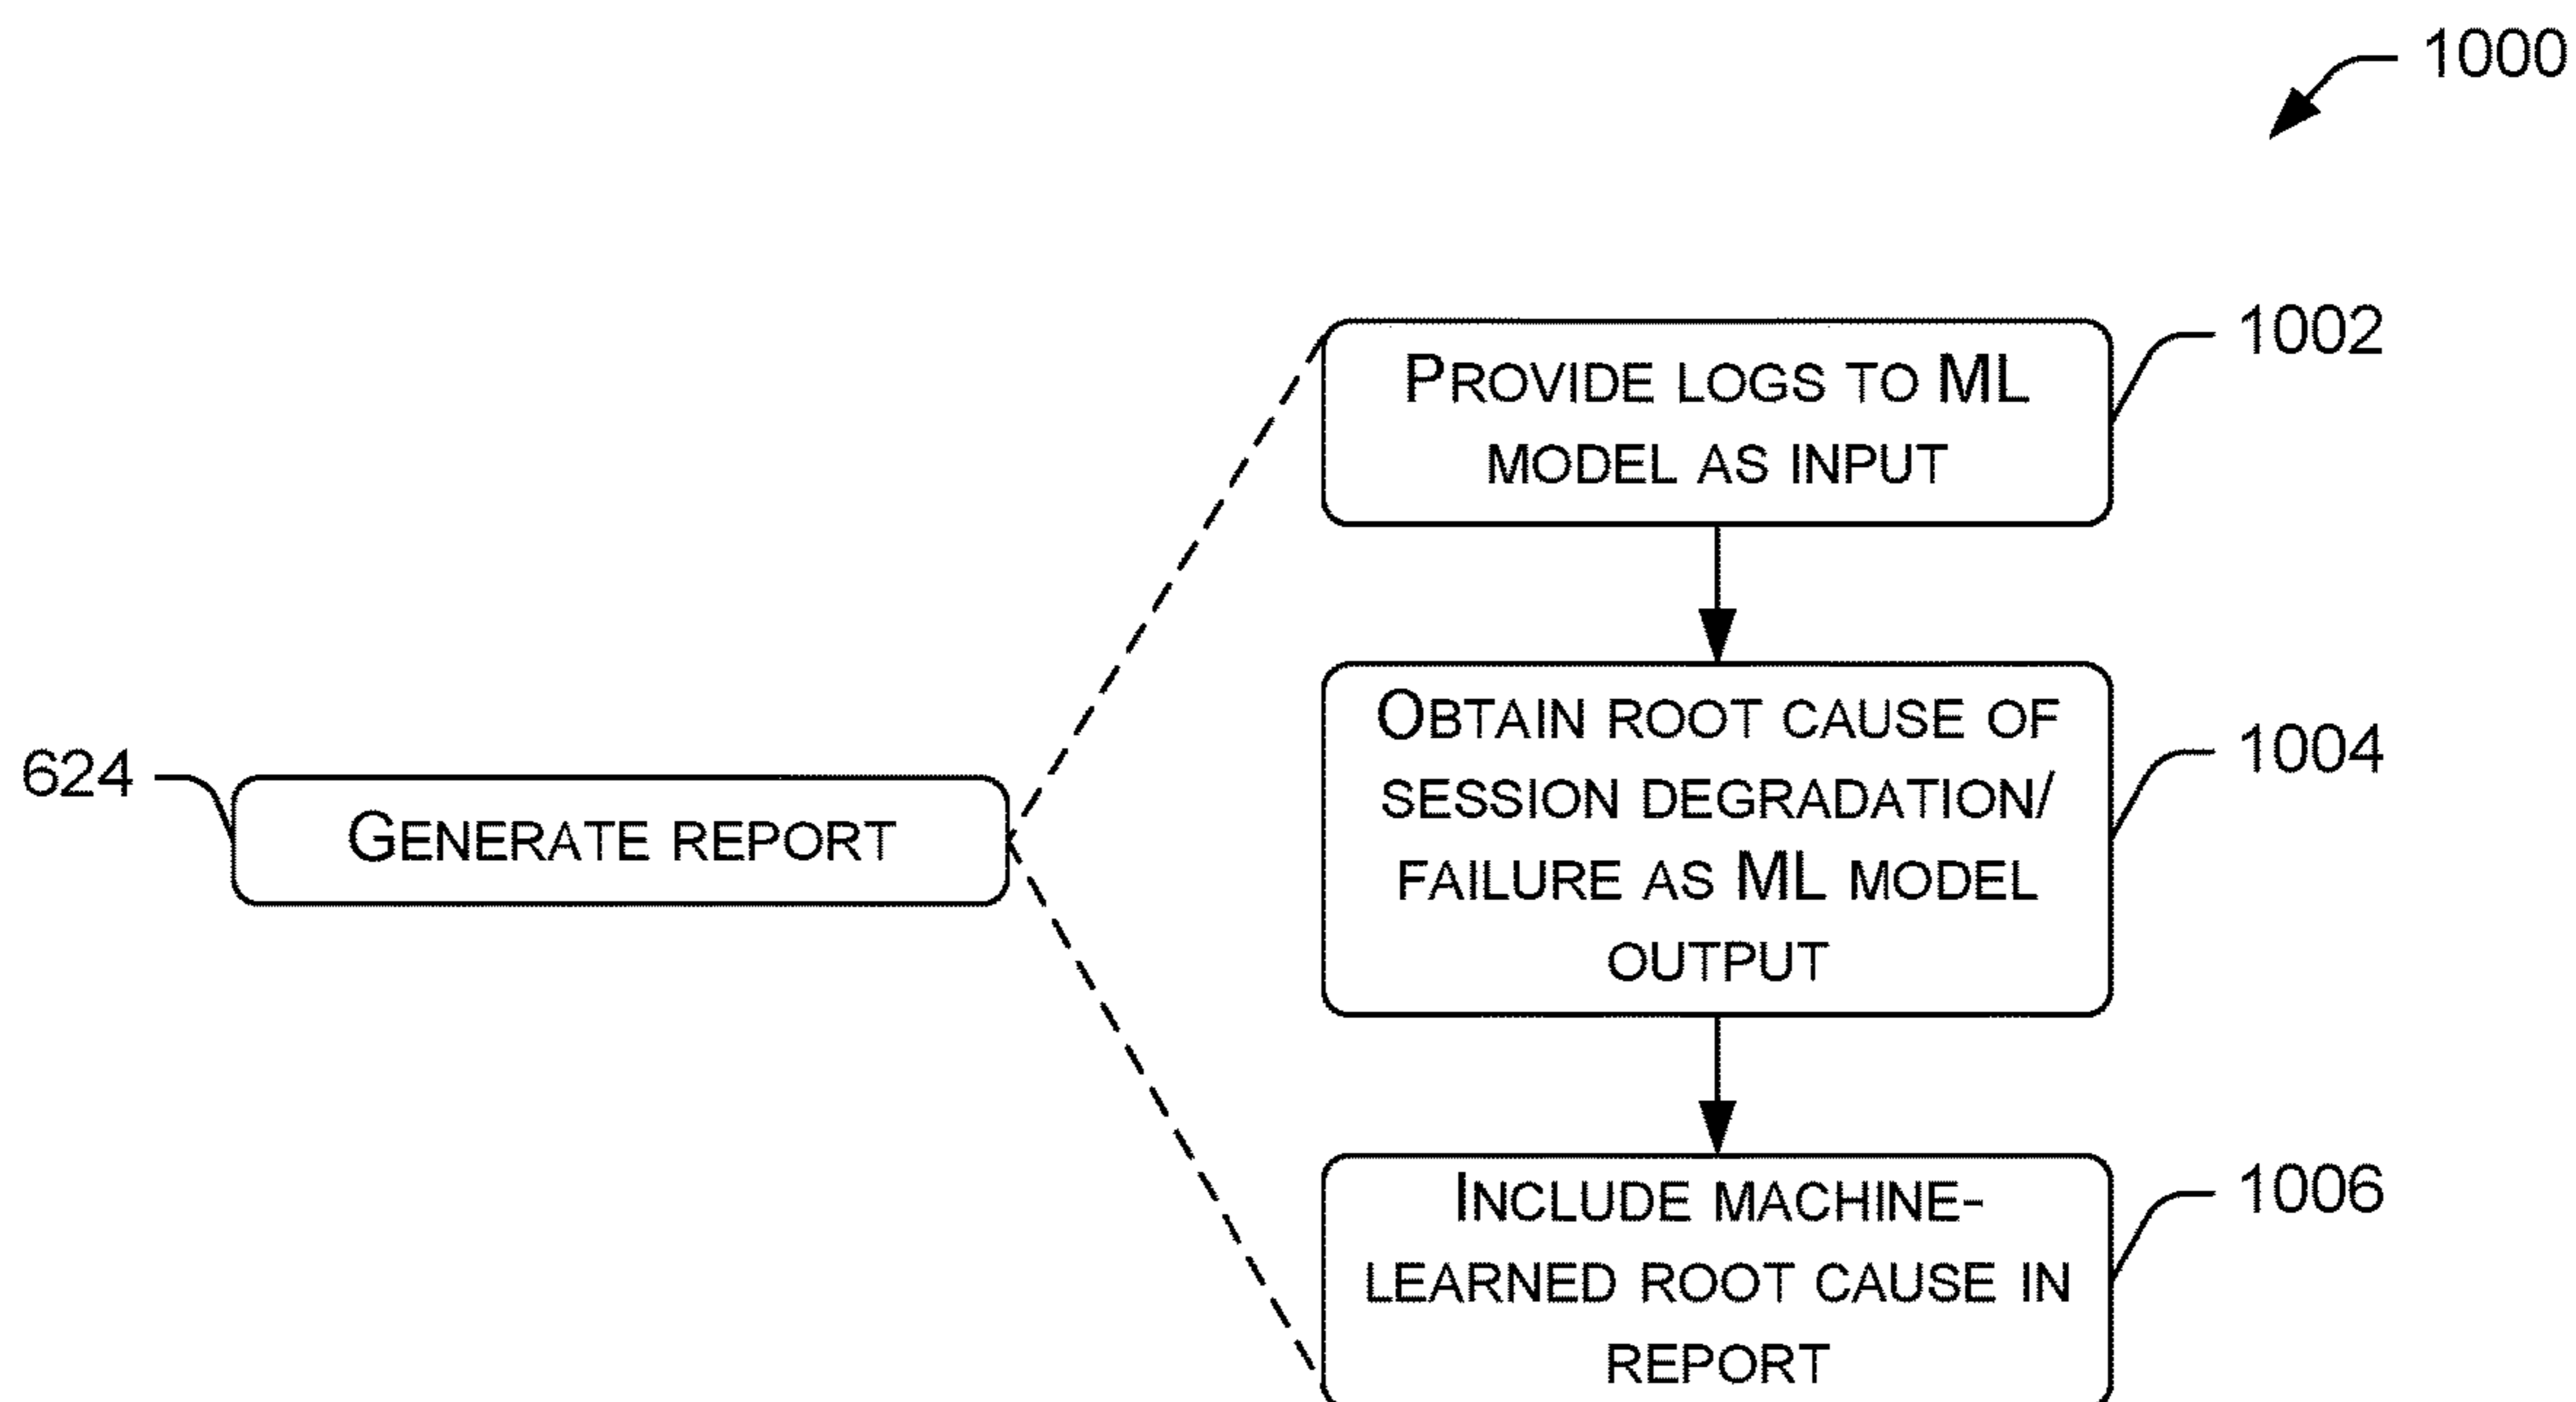 1000
PROVIDE LOGS TO ML
MODEL AS INPUT
1002
OBTAIN ROOT CAUSE OF
SESSION DEGRADATION/
FAILURE AS ML MODEL
OUTPUT
1004
624
GENERATE REPORT
INCLUDE MACHINE-
LEARNED ROOT CAUSE IN
REPORT
1006